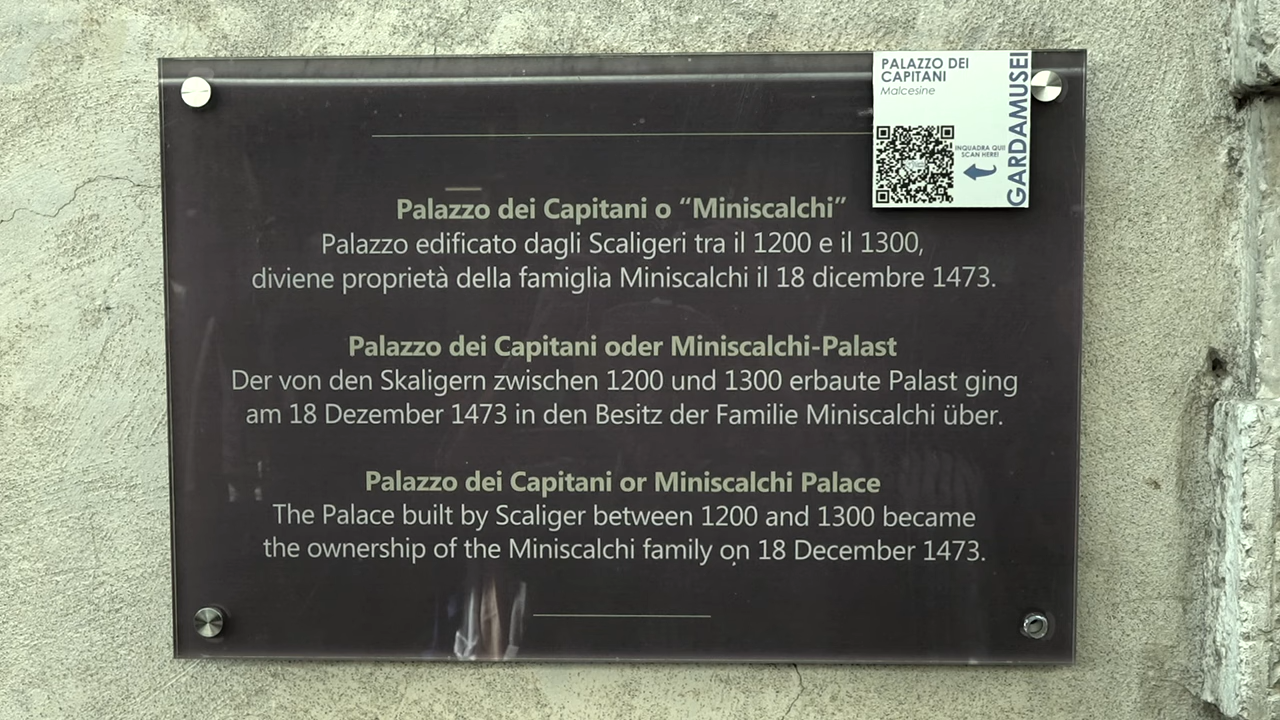 PALAZZO DEI
CAPITANI
Malcesine
INQUADRA QUI!
SCAN HERE!
GARDAMUSEI
Palazzo dei Capitani o “Miniscalchi”
Palazzo edificato dagli Scaligeri tra il 1200 e il 1300,
diviene proprietà della famiglia Miniscalchi il 18 dicembre 1473.
Palazzo dei Capitani oder Miniscalchi-Palast
Der von den Skaligern zwischen 1200 und 1300 erbaute Palast ging
am 18 Dezember 1473 in den Besitz der Familie Miniscalchi über.
Palazzo dei Capitani or Miniscalchi Palace
The Palace built by Scaliger between 1200 and 1300 became
the ownership of the Miniscalchi family on 18 December 1473.